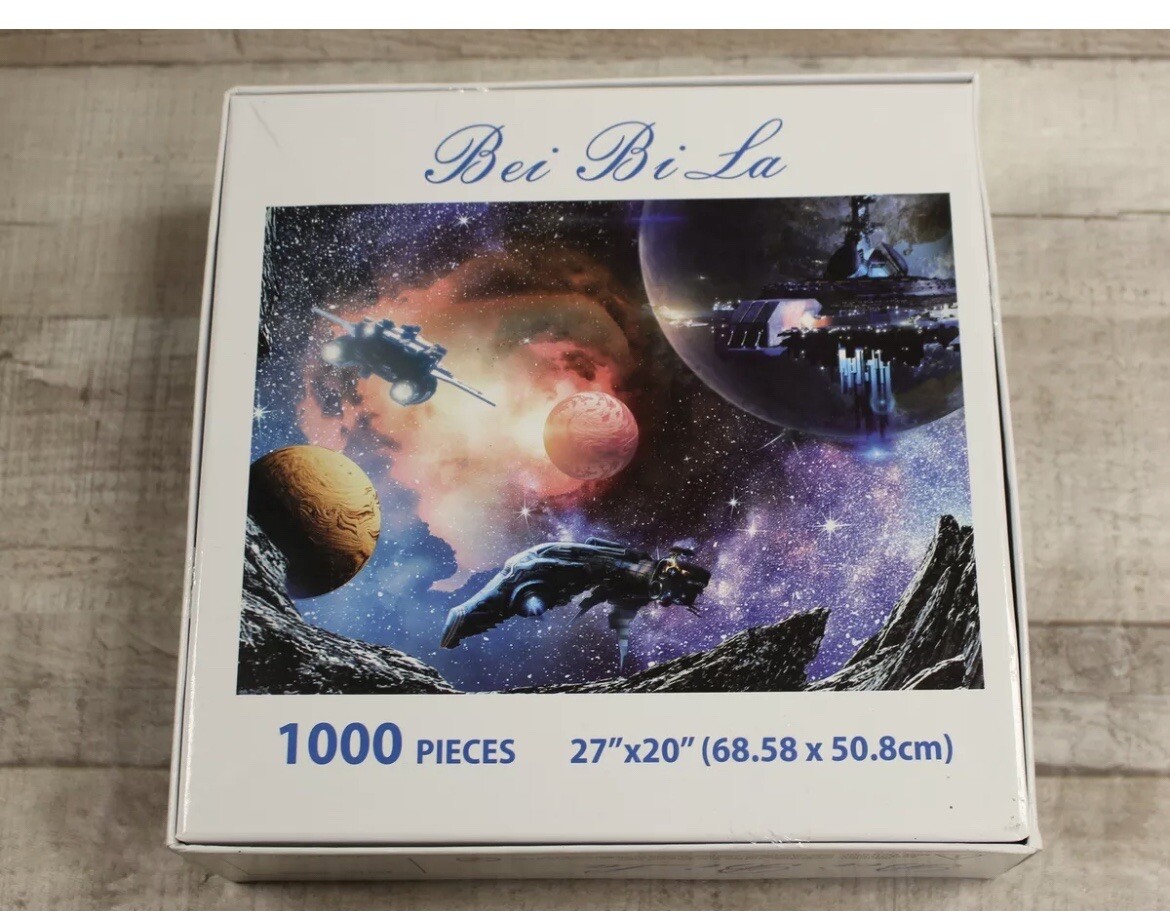 Bei Bi La
1000 PIECES 27"x20" (68.58 x 50.8cm)